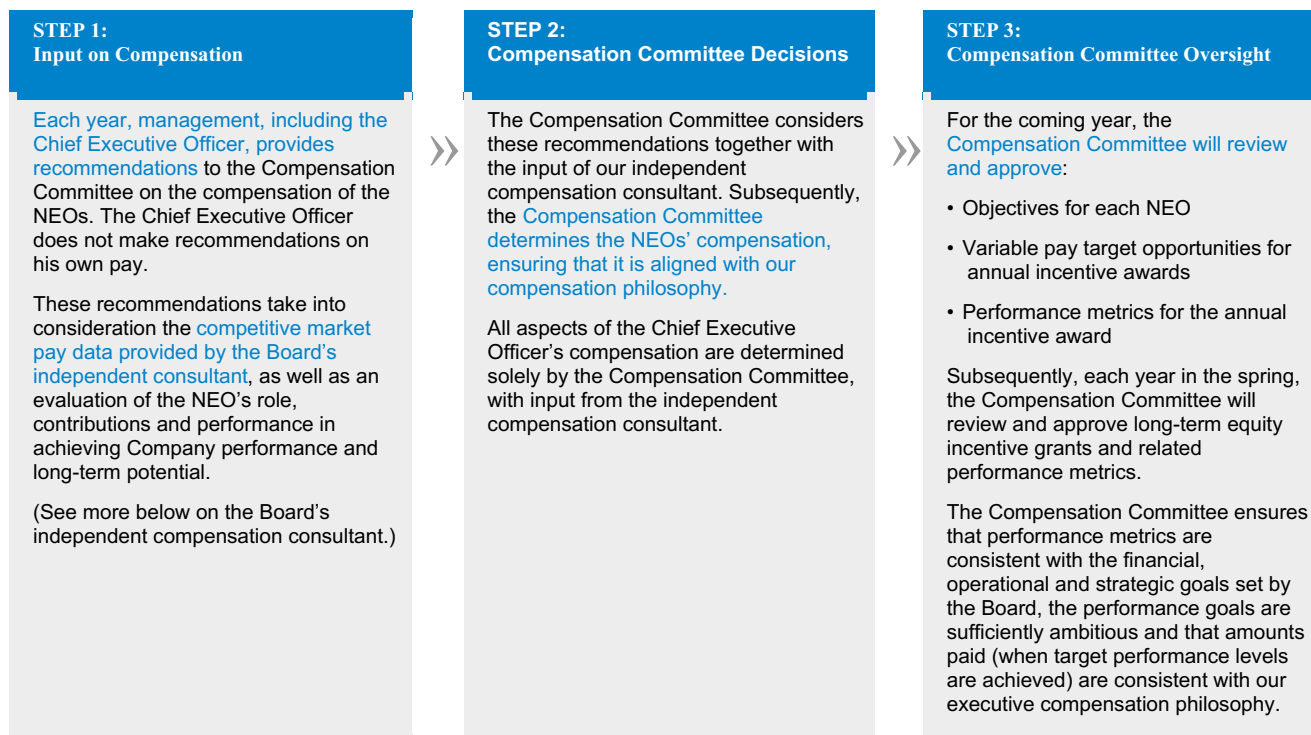 STEP 1:
Input on Compensation
Each year, management, including the
Chief Executive Officer, provides
recommendations to the Compensation
Committee on the compensation of the
NEOs. The Chief Executive Officer
does not make recommendations on
his own pay.
These recommendations take into
consideration the competitive market
pay data provided by the Board’s
independent consultant, as well as an
evaluation of the NEO’s role,
contributions and performance in
achieving Company performance and
long-term potential.
(See more below on the Board’s
independent compensation consultant.)
»
STEP 2:
Compensation Committee Decisions
The Compensation Committee considers
these recommendations together with
the input of our independent
compensation consultant. Subsequently,
the Compensation Committee
determines the NEOs’ compensation,
ensuring that it is aligned with our
compensation philosophy.
All aspects of the Chief Executive
Officer’s compensation are determined
solely by the Compensation Committee,
with input from the independent
compensation consultant.
»
STEP 3:
Compensation Committee Oversight
For the coming year, the
Compensation Committee will review
and approve:
• Objectives for each NEO
• Variable pay target opportunities for
annual incentive awards
• Performance metrics for the annual
incentive award
Subsequently, each year in the spring,
the Compensation Committee will
review and approve long-term equity
incentive grants and related
performance metrics.
The Compensation Committee ensures
that performance metrics are
consistent with the financial,
operational and strategic goals set by
the Board, the performance goals are
sufficiently ambitious and that amounts
paid (when target performance levels
are achieved) are consistent with our
executive compensation philosophy.